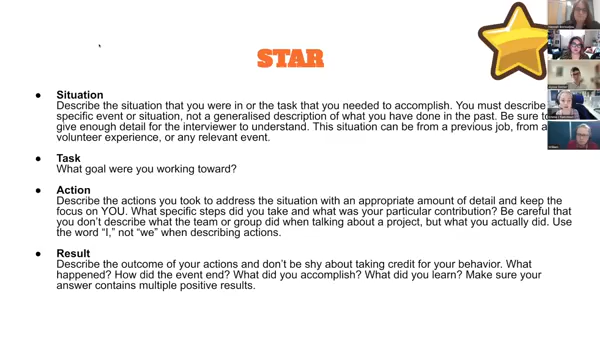 STAR
● Situation
Describe the situation that you were in or the task that you needed to accomplish. You must describe
specific event or situation, not a generalised description of what you have done in the past. Be sure to
give enough detail for the interviewer to understand. This situation can be from a previous job, from a
volunteer experience, or any relevant event.
● Task
What goal were you working toward?
● Action
Describe the actions you took to address the situation with an appropriate amount of detail and keep the
focus on YOU. What specific steps did you take and what was your particular contribution? Be careful that
you don’t describe what the team or group did when talking about a project, but what you actually did. Use
the word “I,” not “we” when describing actions.
● Result
Describe the outcome of your actions and don’t be shy about taking credit for your behavior. What
happened? How did the event end? What did you accomplish? What did you learn? Make sure your
answer contains multiple positive results.